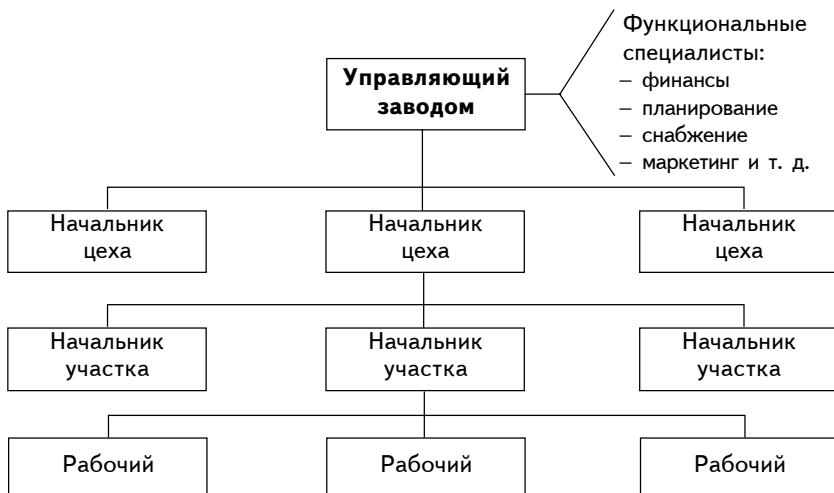 Функциональные
специалисты:
– финансы
– планирование
– снабжение
– маркетинг и т. д.
Управляющий
заводом
Начальник
цеха
Начальник
цеха
Начальник
цеха
Начальник
участка
Начальник
участка
Начальник
участка
Рабочий
Рабочий
Рабочий